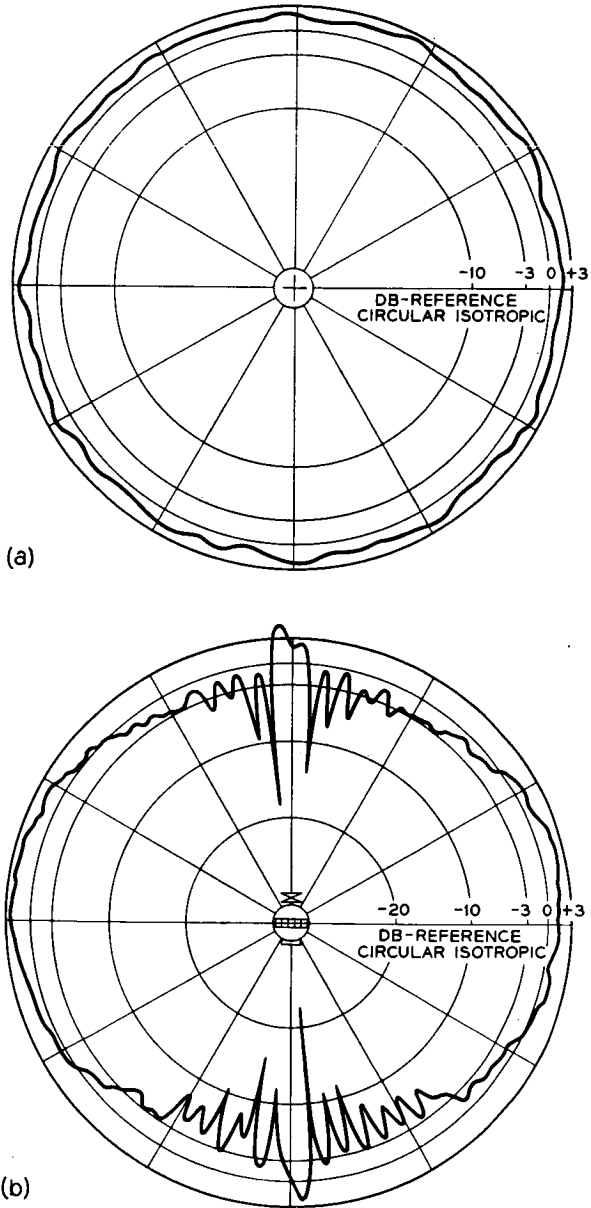 -10 -3 0 +3
DB-REFERENCE
CIRCULAR ISOTROPIC
(a)
-20 -10 -3 0 +3
DB-REFERENCE
CIRCULAR ISOTROPIC
(b)